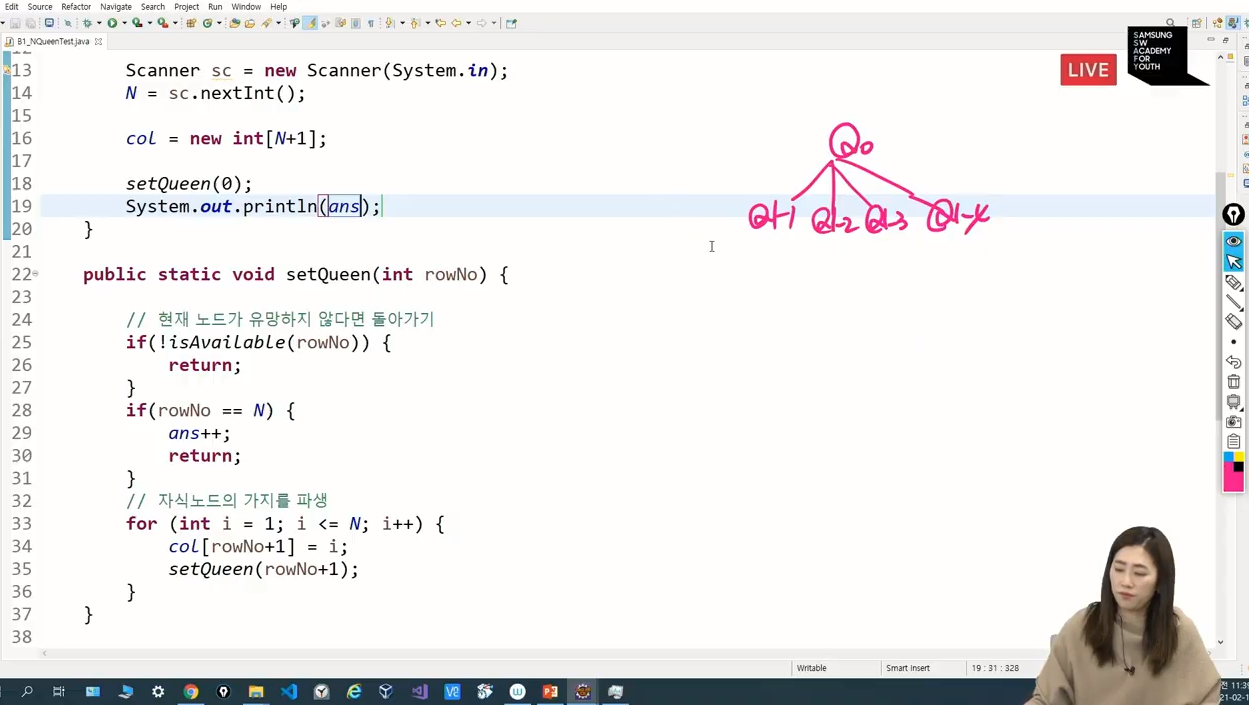 Edit Source Refactor Navigate Search Project Run Window Help
B1_NQueenTest.java
13 Scanner sc = new Scanner(System.in);
14 N = sc.nextInt();
15
16 col = new int[N+1];
17
18 setQueen(0);
19 System.out.println(ans);
20 }
21
22 public static void setQueen(int rowNo) {
23
24 // 현재 노드가 유망하지 않다면 돌아가기
25 if(!isAvailable(rowNo)) {
26 return;
27 }
28 if(rowNo == N) {
29 ans++;
30 return;
31 }
32 // 자식노드의 가지를 파생
33 for (int i = 1; i <= N; i++) {
34 col[rowNo+1] = i;
35 setQueen(rowNo+1);
36 }
37 }
38
LIVE
SAMSUNG
SW
ACADEMY
FOR
YOUTH
Q0
Q1-1 Q1-2 Q1-3 Q1-4
Writable Smart Insert 19 : 31 : 328